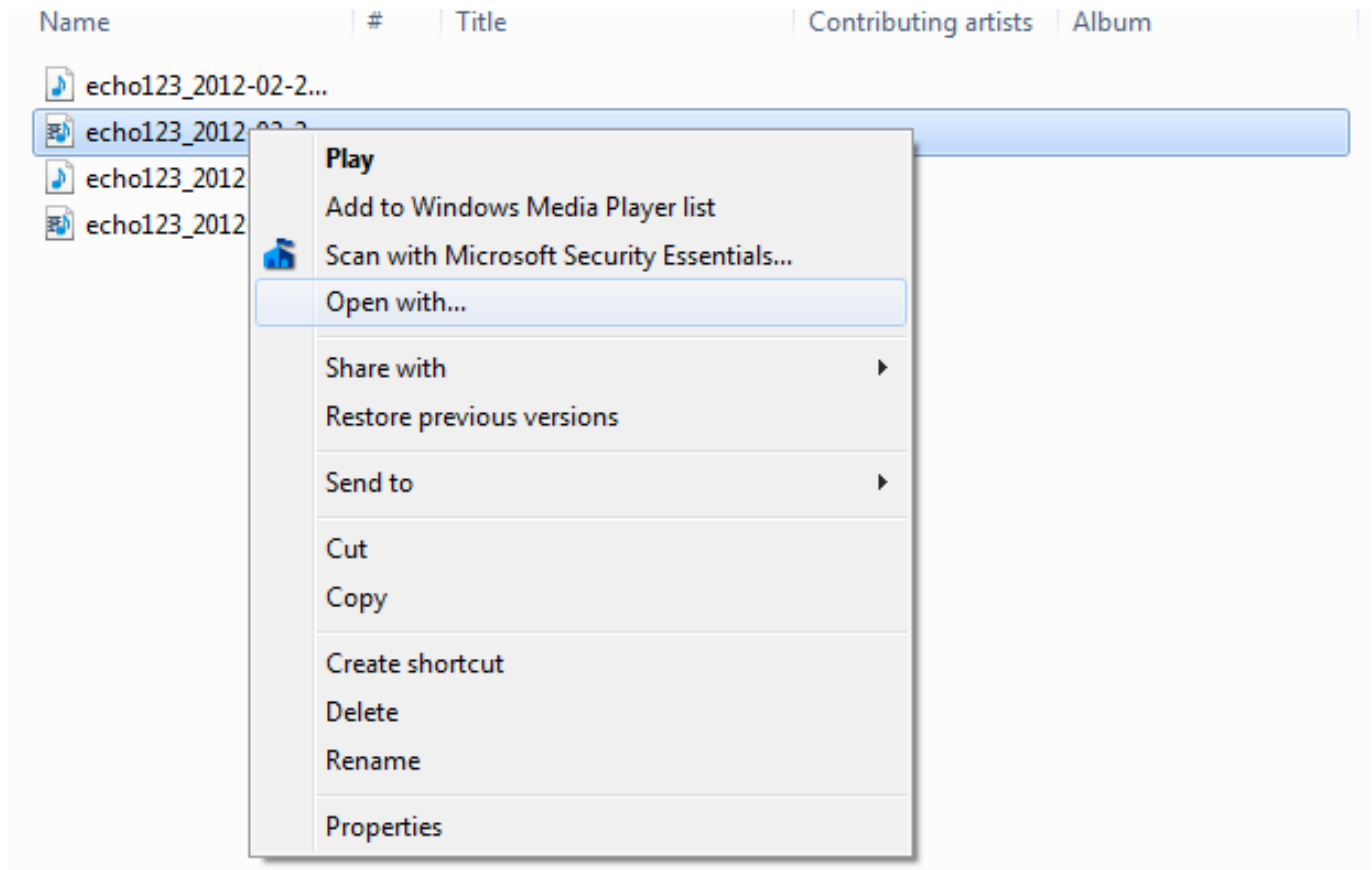 Name # Title Contributing artists Album
echo123_2012-02-2...
echo123_2012-02-2
echo123_2012
echo123_2012
Play
Add to Windows Media Player list
Scan with Microsoft Security Essentials...
Open with...
Share with
Restore previous versions
Send to
Cut
Copy
Create shortcut
Delete
Rename
Properties